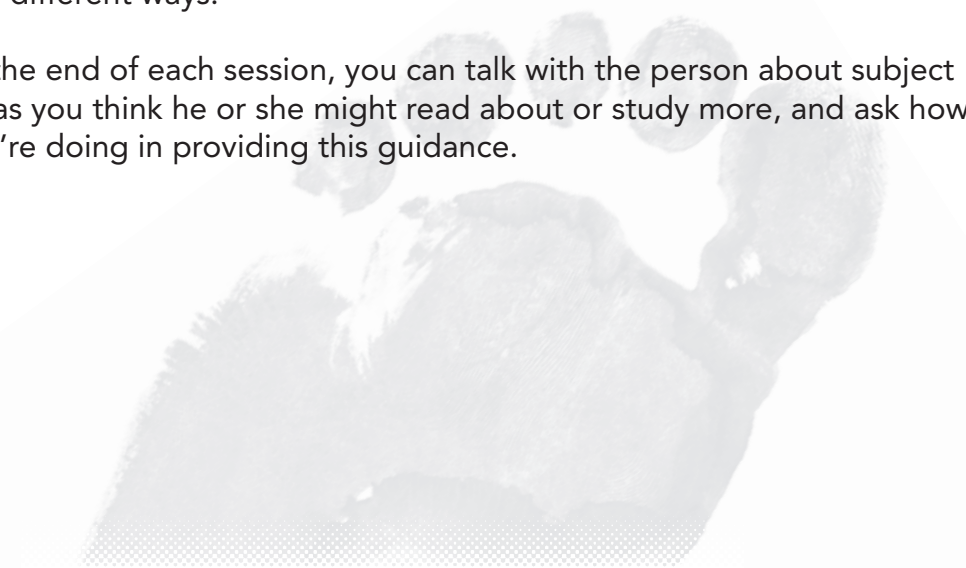 different ways.
the end of each session, you can talk with the person about subject
as you think he or she might read about or study more, and ask how
're doing in providing this guidance.